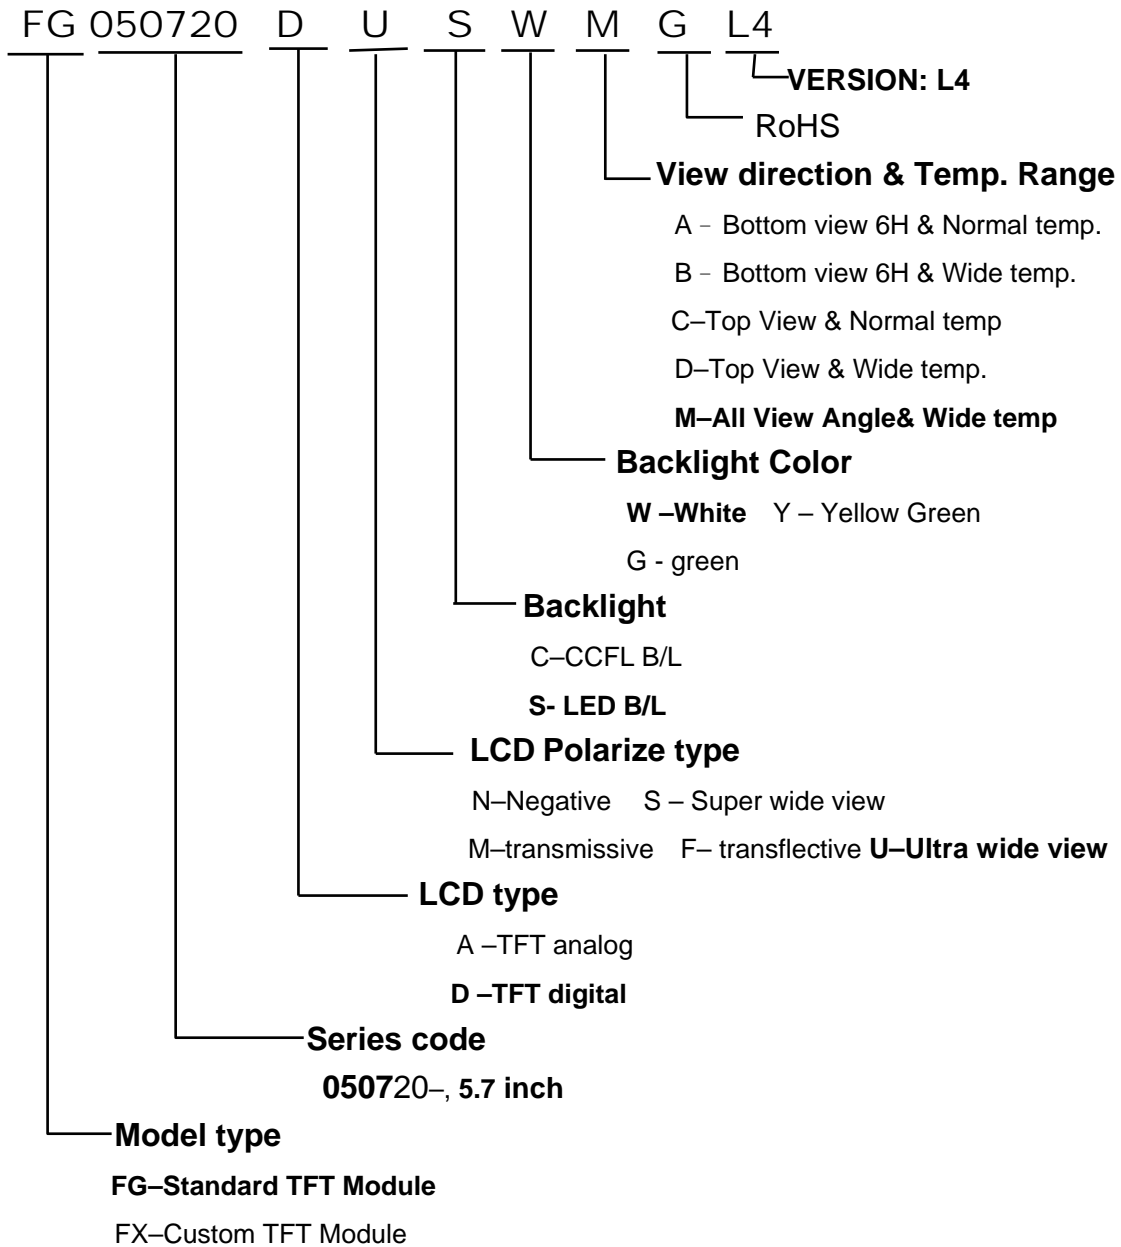 FG 050720 D U S W M G L4
VERSION: L4
RoHS
View direction & Temp. Range
A – Bottom view 6H & Normal temp.
B – Bottom view 6H & Wide temp.
C–Top View & Normal temp
D–Top View & Wide temp.
M–All View Angle& Wide temp
Backlight Color
W –White Y – Yellow Green
G - green
Backlight
C–CCFL B/L
S- LED B/L
LCD Polarize type
N–Negative S – Super wide view
M–transmissive F– transflective U–Ultra wide view
LCD type
A –TFT analog
D –TFT digital
Series code
050720–, 5.7 inch
Model type
FG–Standard TFT Module
FX–Custom TFT Module